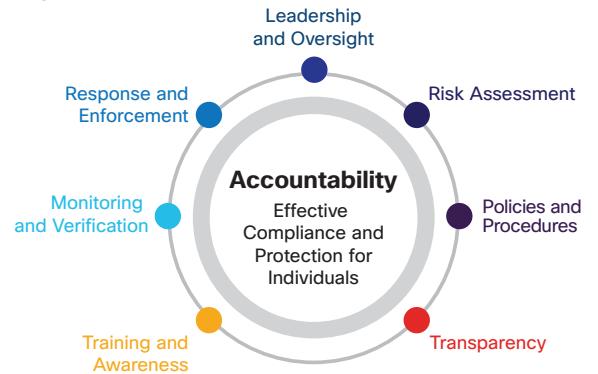 Leadership
and Oversight
Risk Assessment
Policies and
Procedures
Transparency
Training and
Awareness
Monitoring
and Verification
Response and
Enforcement
Accountability
Effective
Compliance and
Protection for
Individuals